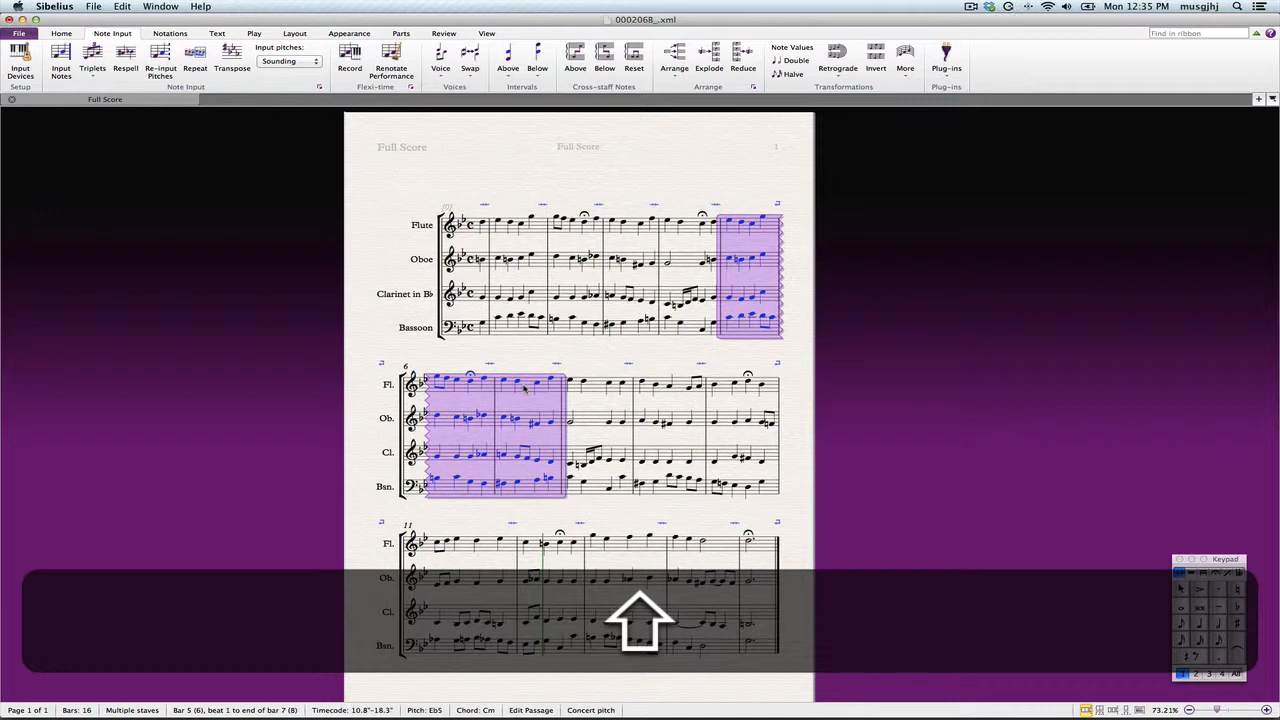 Sibelius File Edit Window Help Mon 12:35 PM musgjhj
000206B_.xml
File Home Note Input Notations Text Play Layout Appearance Parts Review View Find in ribbon
Input Devices Input Notes Triplets Respell Re-input Pitches Repeat Transpose Input pitches: Sounding Record Renotate Performance Voice Swap Above Below Above Below Reset Arrange Explode Reduce Note Values Double Halve Retrograde Invert More Plug-ins
Setup Note Input Flexi-time Voices Intervals Cross-staff Notes Arrange Transformations Plug-ins
Full Score
Full Score Full Score 1
[0]
Flute
Oboe
Clarinet in B♭
Bassoon
6
Fl.
Ob.
Cl.
Bsn.
11
Fl.
Ob.
Cl.
Bsn.
Keypad
1 2 3 4 All
Page 1 of 1 Bars: 16 Multiple staves Bar 5 (6), beat 1 to end of bar 7 (8) Timecode: 10.8"-18.3" Pitch: Eb5 Chord: Cm Edit Passage Concert pitch 73.21%